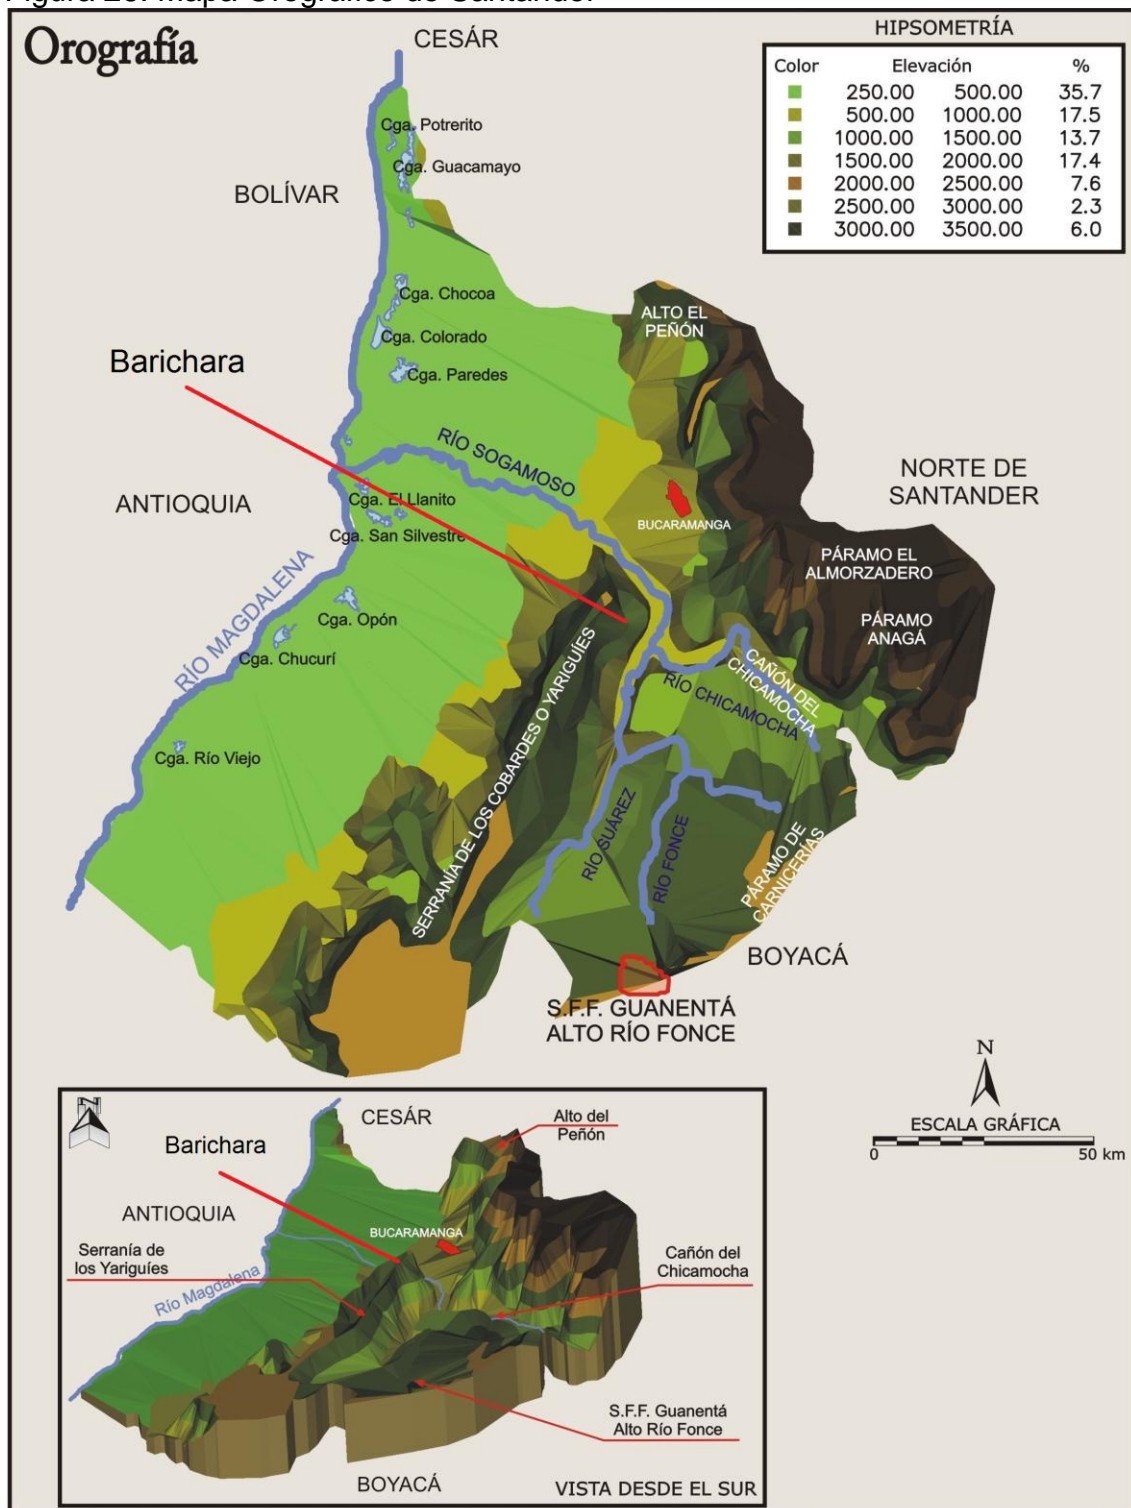 Figura 20. Mapa Orográfico de Santander
Orografía
CESÁR
HIPSOMETRÍA
Color Elevación %
250.00 500.00 35.7
500.00 1000.00 17.5
1000.00 1500.00 13.7
1500.00 2000.00 17.4
2000.00 2500.00 7.6
2500.00 3000.00 2.3
3000.00 3500.00 6.0
Cga. Potrerito
Cga. Guacamayo
BOLÍVAR
Cga. Chocoa
ALTO EL
PEÑÓN
Cga. Colorado
Barichara
Cga. Paredes
RÍO SOGAMOSO
NORTE DE
SANTANDER
ANTIOQUIA
Cga. El Llanito
BUCARAMANGA
Cga. San Silvestre
PÁRAMO EL
ALMORZADERO
RÍO MAGDALENA
Cga. Opón
PÁRAMO
ANAGÁ
Cga. Chucurí
SERRANÍA DE LOS COBARDES O YARIGUÍES
CAÑÓN DEL
CHICAMOCHA
RÍO CHICAMOCHA
Cga. Río Viejo
RÍO SUÁREZ
RÍO FONCE
PÁRAMO DE
CARNICERÍAS
BOYACÁ
S.F.F. GUANENTÁ
ALTO RÍO FONCE
N
ESCALA GRÁFICA
0 50 km
N
CESÁR
Alto del
Peñón
Barichara
ANTIOQUIA
BUCARAMANGA
Serranía de
los Yariguíes
Cañón del
Chicamocha
Río Magdalena
S.F.F. Guanentá
Alto Río Fonce
BOYACÁ
VISTA DESDE EL SUR